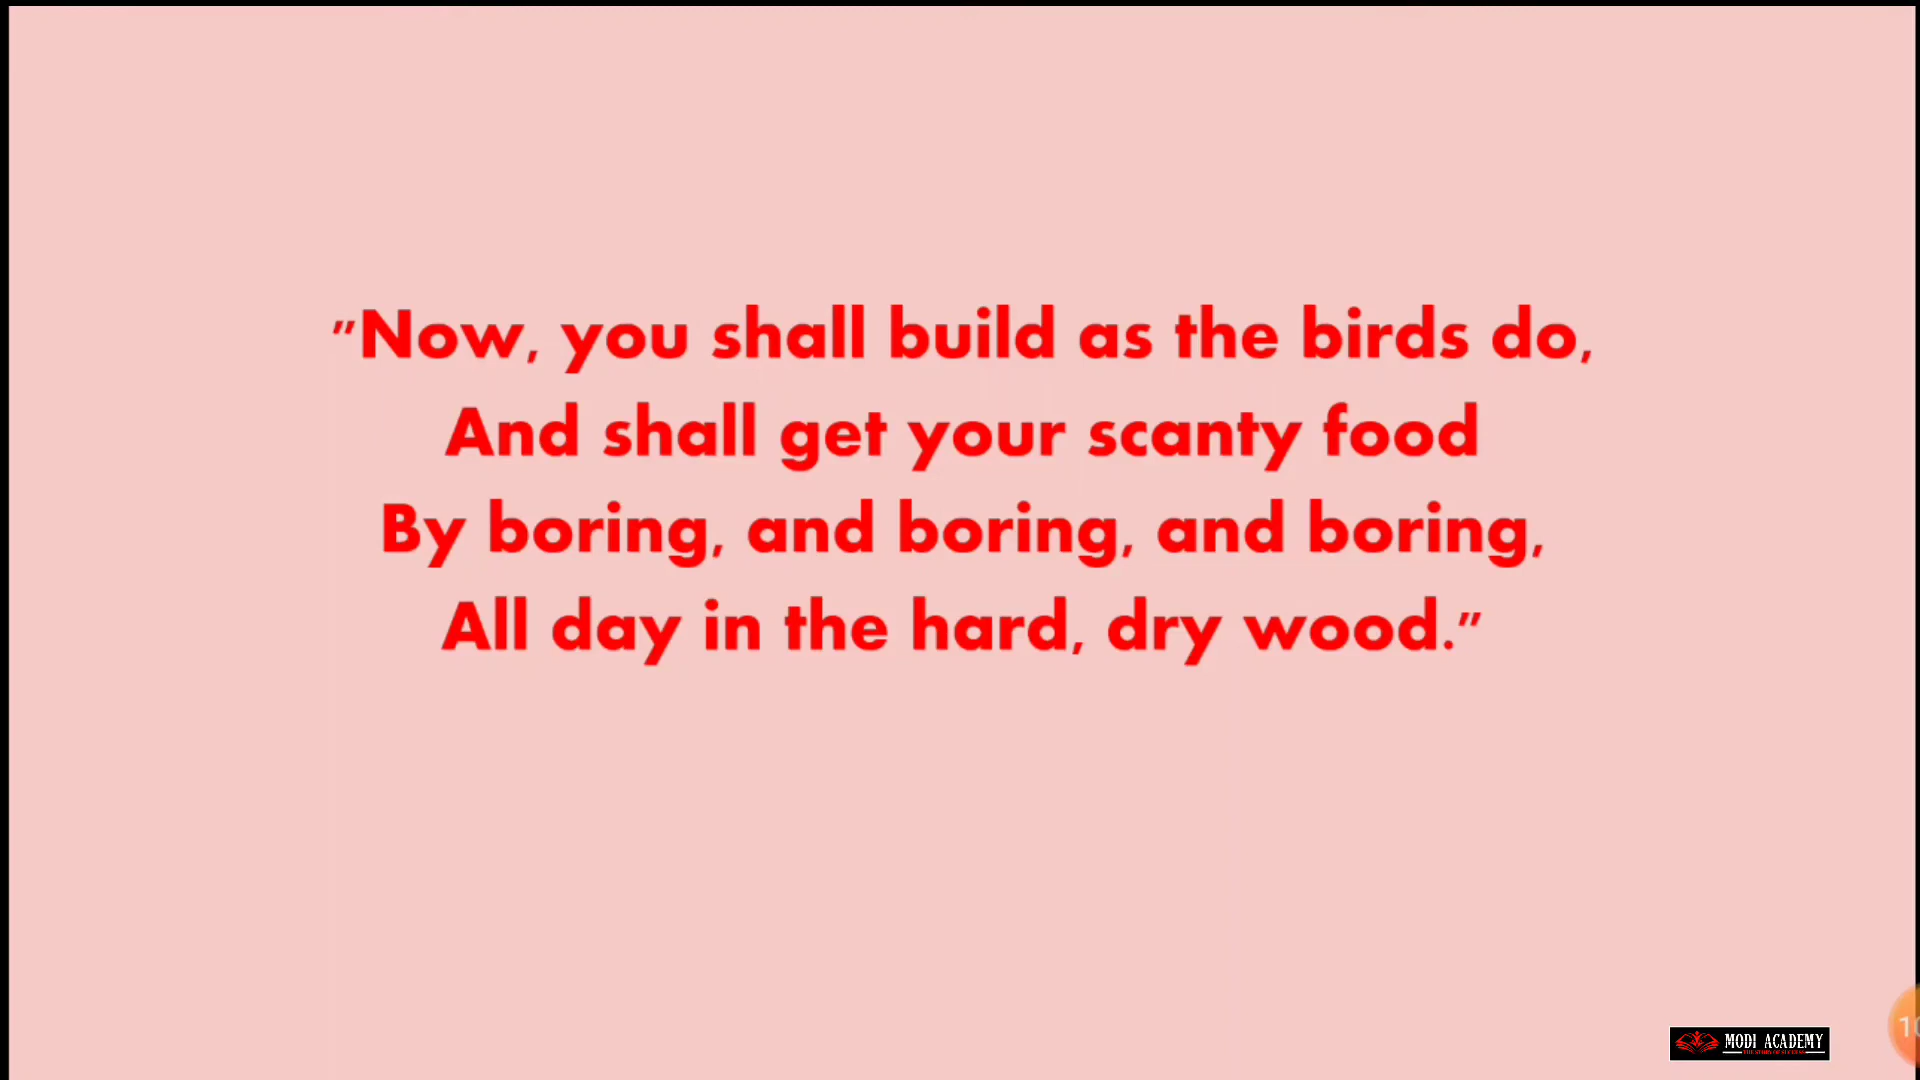 "Now, you shall build as the birds do,
And shall get your scanty food
By boring, and boring, and boring,
All day in the hard, dry wood."
10
MODI ACADEMY